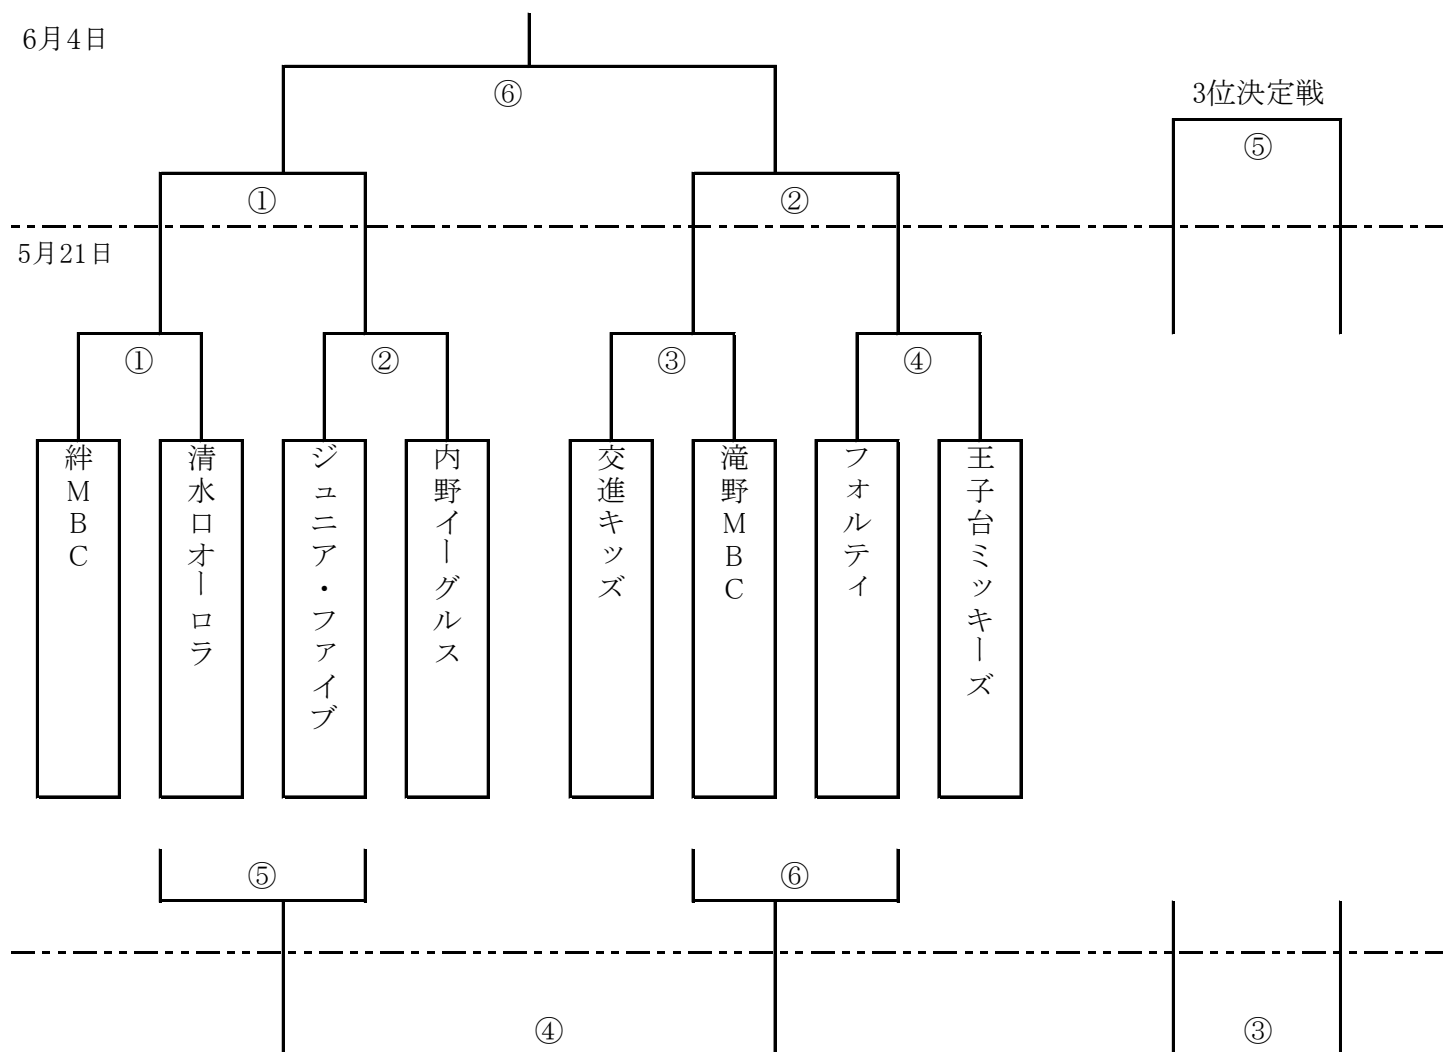 6月4日
⑥
3位決定戦
⑤
①
②
5月21日
①
②
③
④
絆MBC
清水口オーロラ
ジュニア・ファイブ
内野イーグルス
交進キッズ
滝野MBC
フォルティ
王子台ミッキーズ
⑤
⑥
④
③